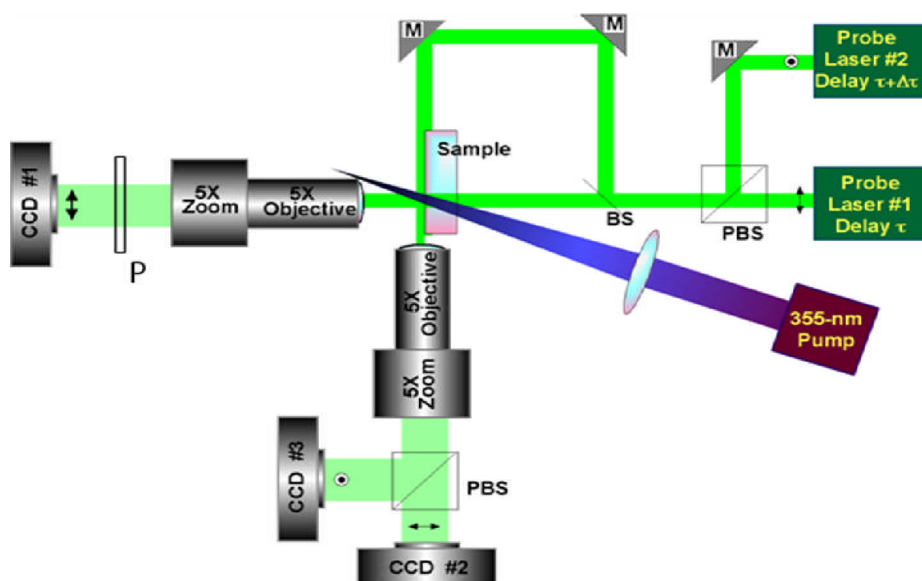 M
M
M
Probe
Laser #2
Delay τ+Δτ
Sample
CCD #1
5X
Zoom
5X
Objective
BS
PBS
Probe
Laser #1
Delay τ
P
5X
Objective
355-nm
Pump
5X
Zoom
CCD #3
PBS
CCD #2